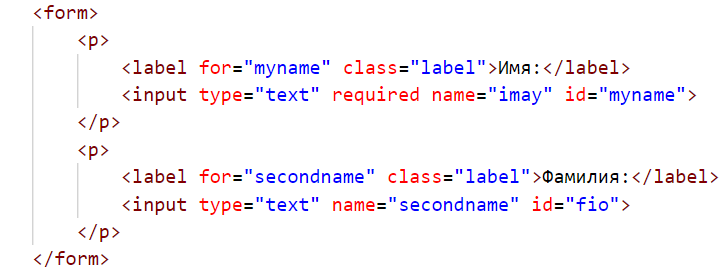 <form>
<p>
<label for="myname" class="label">Имя:</label>
<input type="text" required name="imay" id="myname">
</p>
<p>
<label for="secondname" class="label">Фамилия:</label>
<input type="text" name="secondname" id="fio">
</p>
</form>